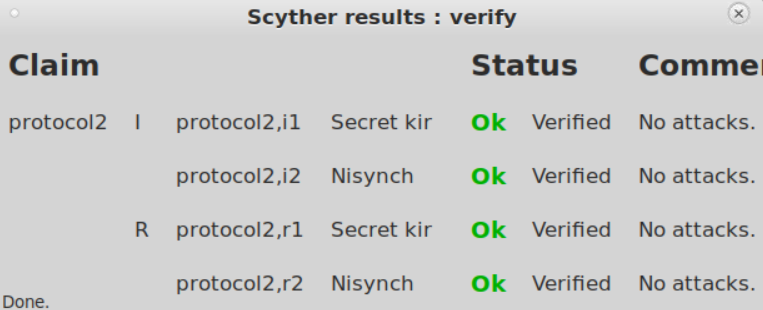 Scyther results : verify
Claim Status Commen
protocol2 I protocol2,i1 Secret kir Ok Verified No attacks.
protocol2,i2 Nisynch Ok Verified No attacks.
R protocol2,r1 Secret kir Ok Verified No attacks.
protocol2,r2 Nisynch Ok Verified No attacks.
Done.